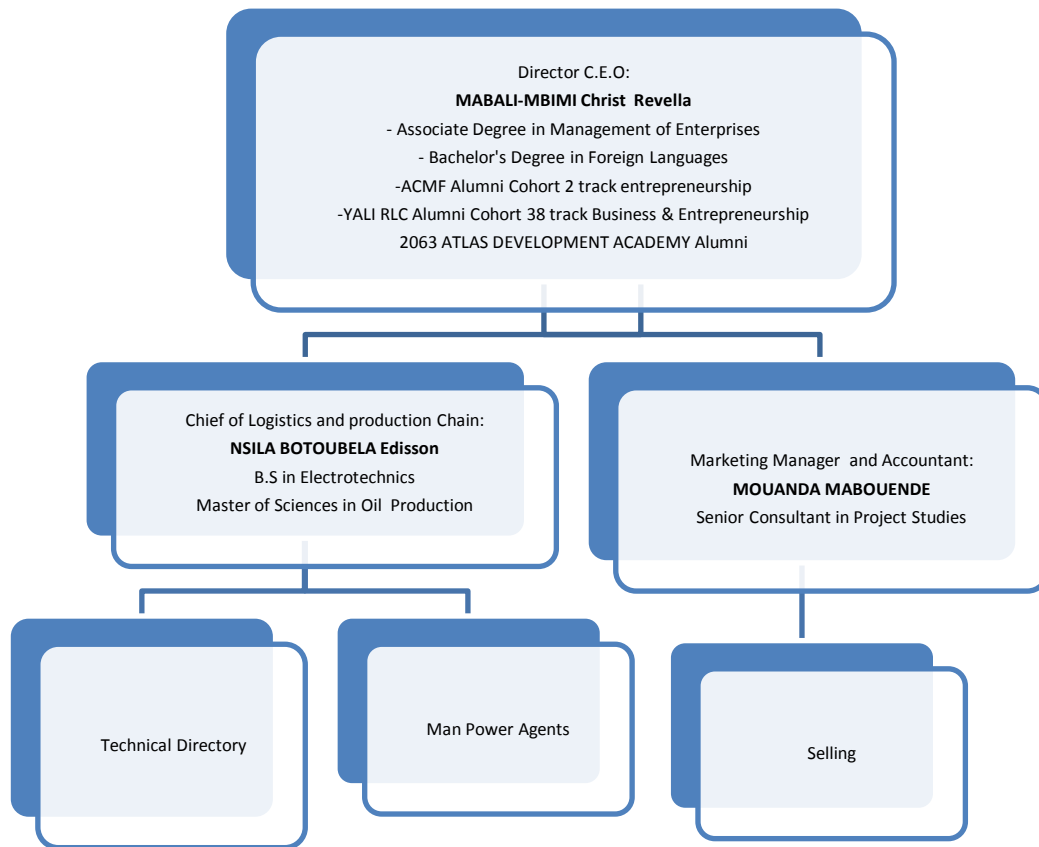 Director C.E.O:
MABALI-MBIMI Christ Revella
- Associate Degree in Management of Enterprises
- Bachelor's Degree in Foreign Languages
-ACMF Alumni Cohort 2 track entrepreneurship
-YALI RLC Alumni Cohort 38 track Business & Entrepreneurship
2063 ATLAS DEVELOPMENT ACADEMY Alumni
Chief of Logistics and production Chain:
NSILA BOTOUBELA Edisson
B.S in Electrotechnics
Master of Sciences in Oil Production
Marketing Manager and Accountant:
MOUANDA MABOUENDE
Senior Consultant in Project Studies
Technical Directory
Man Power Agents
Selling